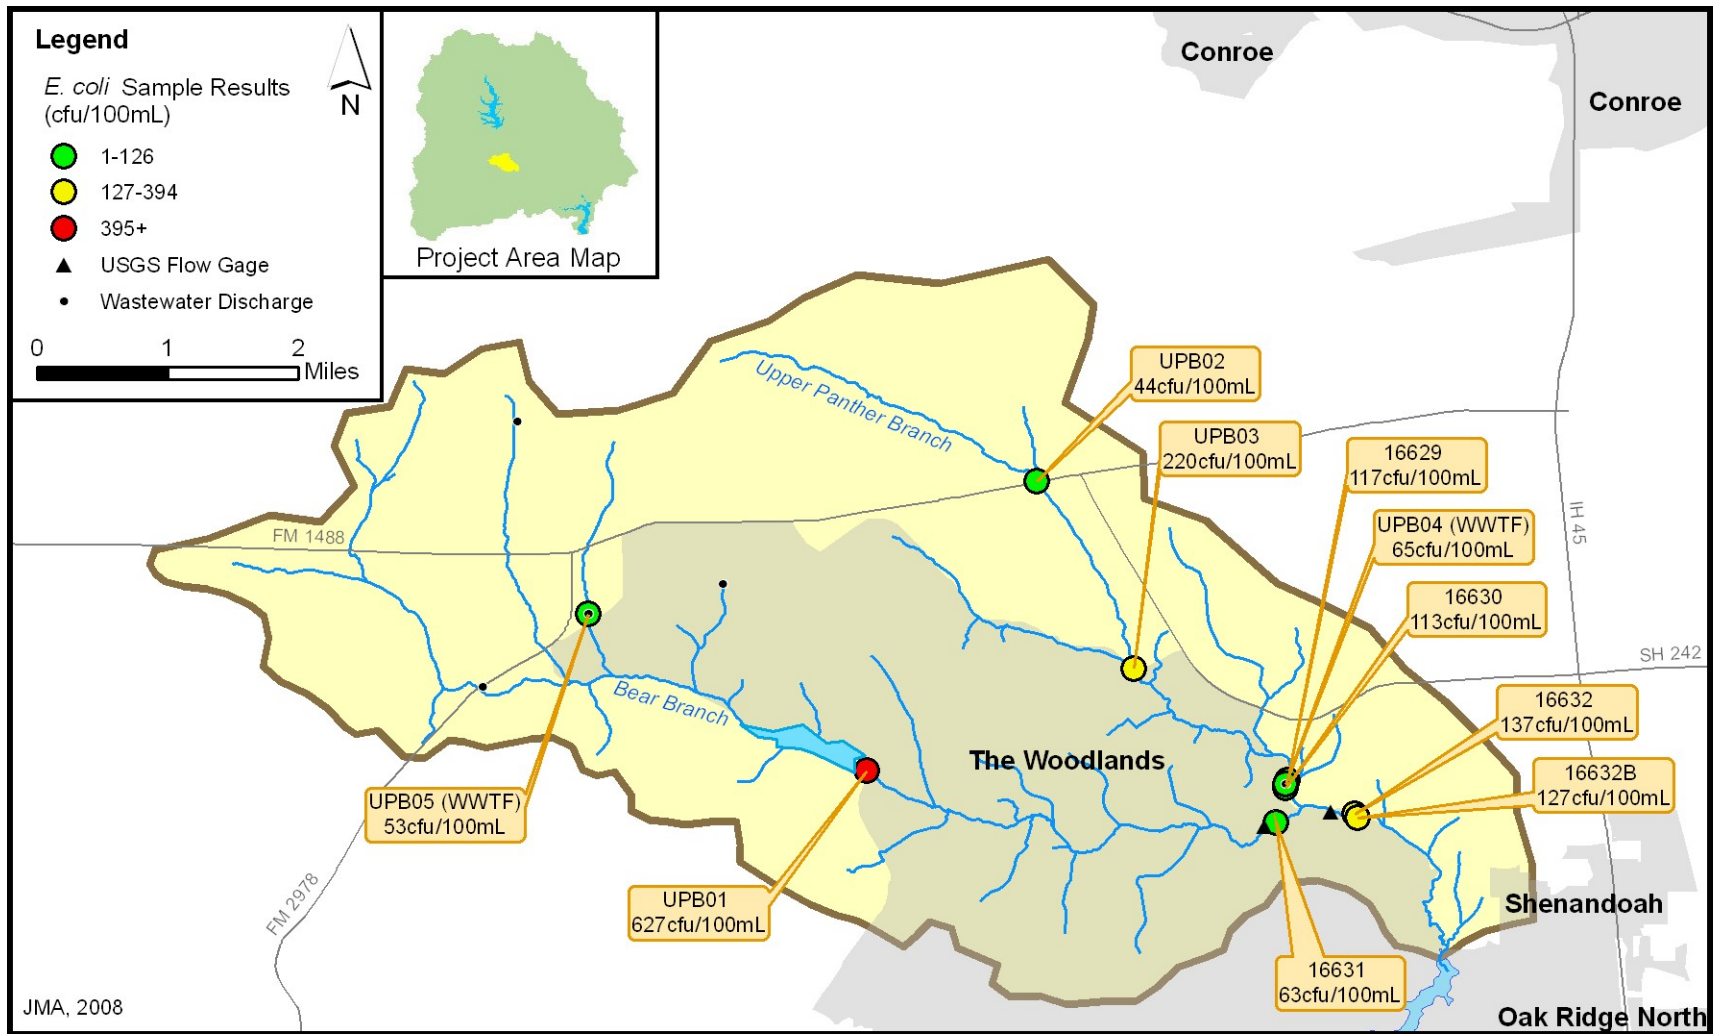 Legend
E. coli Sample Results
(cfu/100mL)
1-126
127-394
395+
USGS Flow Gage
Wastewater Discharge
0 1 2
Miles
N
Project Area Map
Conroe
Conroe
UPB02
44cfu/100mL
Upper Panther Branch
UPB03
220cfu/100mL
16629
117cfu/100mL
UPB04 (WWTF)
65cfu/100mL
IH 45
FM 1488
16630
113cfu/100mL
SH 242
Bear Branch
16632
137cfu/100mL
The Woodlands
16632B
127cfu/100mL
UPB05 (WWTF)
53cfu/100mL
UPB01
627cfu/100mL
FM 2978
Shenandoah
16631
63cfu/100mL
JMA, 2008
Oak Ridge North